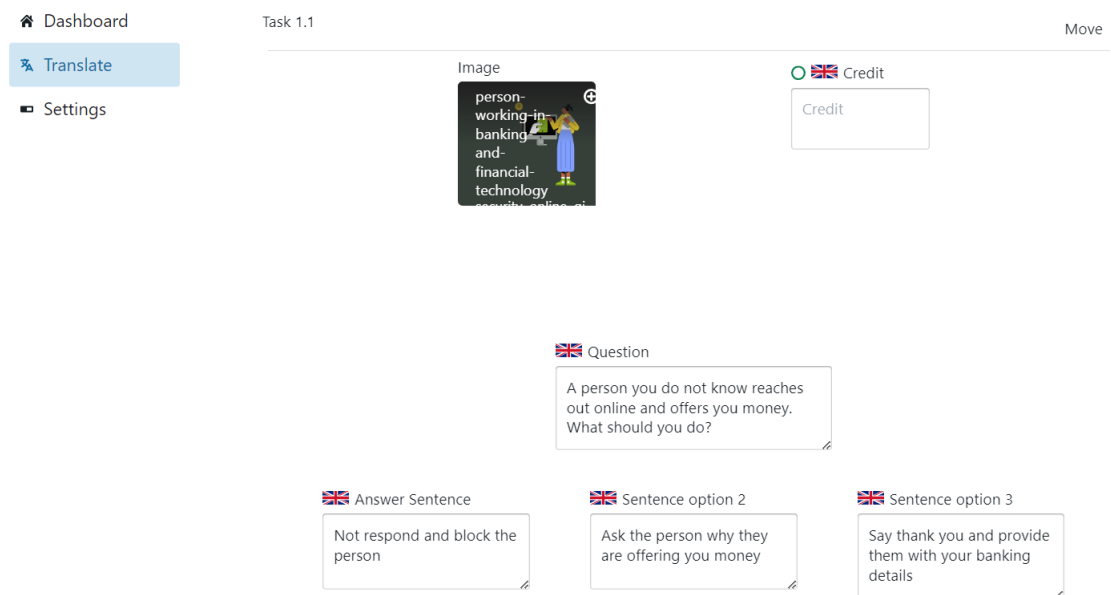 Dashboard
Translate
Settings
Task 1.1
Move
Image
person-
working-in-
banking-
and-
financial-
technology
security_online_gi
Credit
Credit
Question
A person you do not know reaches
out online and offers you money.
What should you do?
Answer Sentence
Not respond and block the
person
Sentence option 2
Ask the person why they
are offering you money
Sentence option 3
Say thank you and provide
them with your banking
details